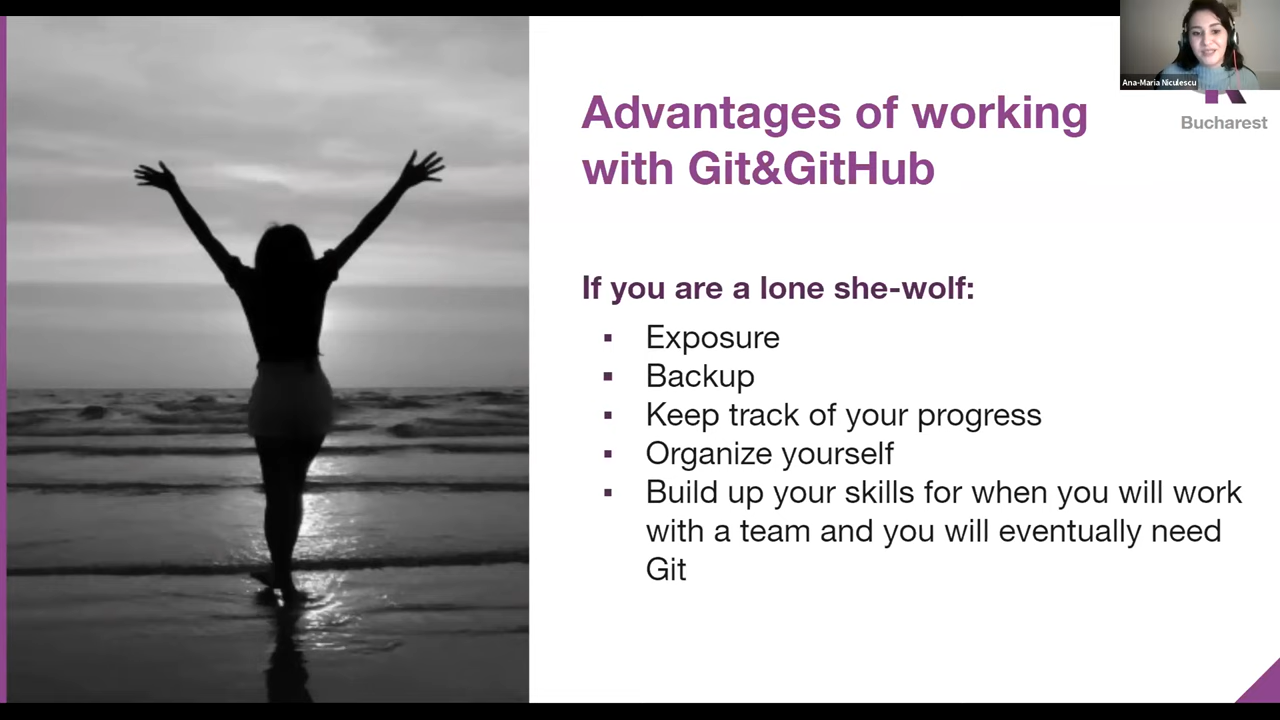 Ana-Maria Niculescu
Bucharest
Advantages of working
with Git&GitHub
If you are a lone she-wolf:
▪ Exposure
▪ Backup
▪ Keep track of your progress
▪ Organize yourself
▪ Build up your skills for when you will work
with a team and you will eventually need
Git